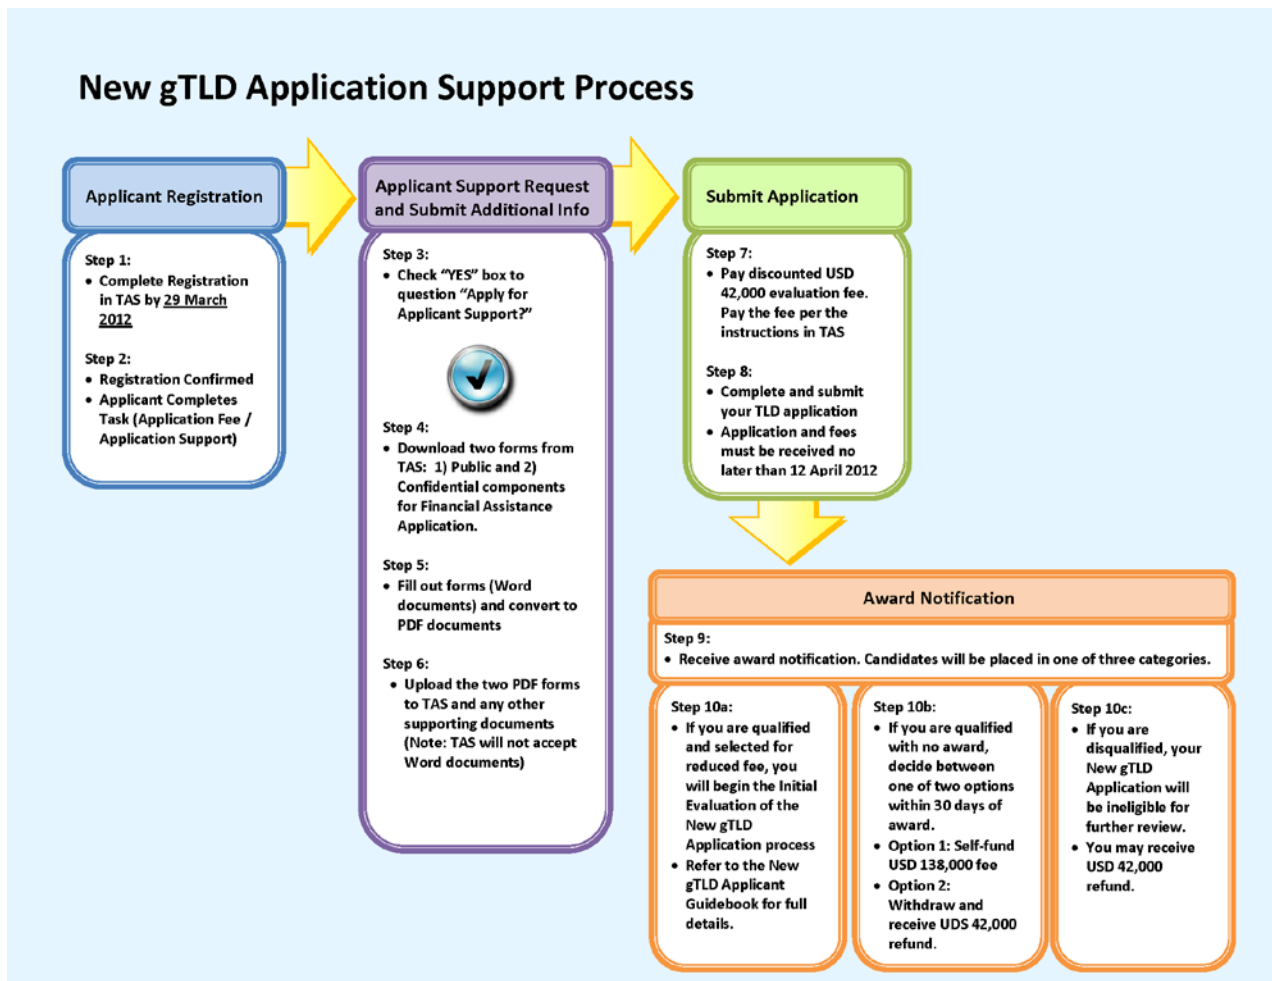 New gTLD Application Support Process
Applicant Registration
Step 1:
• Complete Registration
in TAS by 29 March
2012
Step 2:
• Registration Confirmed
• Applicant Completes
Task (Application Fee /
Application Support)
Applicant Support Request
and Submit Additional Info
Step 3:
• Check “YES” box to
question “Apply for
Applicant Support?”
Step 4:
• Download two forms from
TAS: 1) Public and 2)
Confidential components
for Financial Assistance
Application.
Step 5:
• Fill out forms (Word
documents) and convert to
PDF documents
Step 6:
• Upload the two PDF forms
to TAS and any other
supporting documents
(Note: TAS will not accept
Word documents)
Submit Application
Step 7:
• Pay discounted USD
42,000 evaluation fee.
Pay the fee per the
instructions in TAS
Step 8:
• Complete and submit
your TLD application
• Application and fees
must be received no
later than 12 April 2012
Award Notification
Step 9:
• Receive award notification. Candidates will be placed in one of three categories.
Step 10a:
• If you are qualified
and selected for
reduced fee, you
will begin the Initial
Evaluation of the
New gTLD
Application process
• Refer to the New
gTLD Applicant
Guidebook for full
details.
Step 10b:
• If you are qualified
with no award,
decide between
one of two options
within 30 days of
award.
• Option 1: Self-fund
USD 138,000 fee
• Option 2:
Withdraw and
receive UDS 42,000
refund.
Step 10c:
• If you are
disqualified, your
New gTLD
Application will
be ineligible for
further review.
• You may receive
USD 42,000
refund.